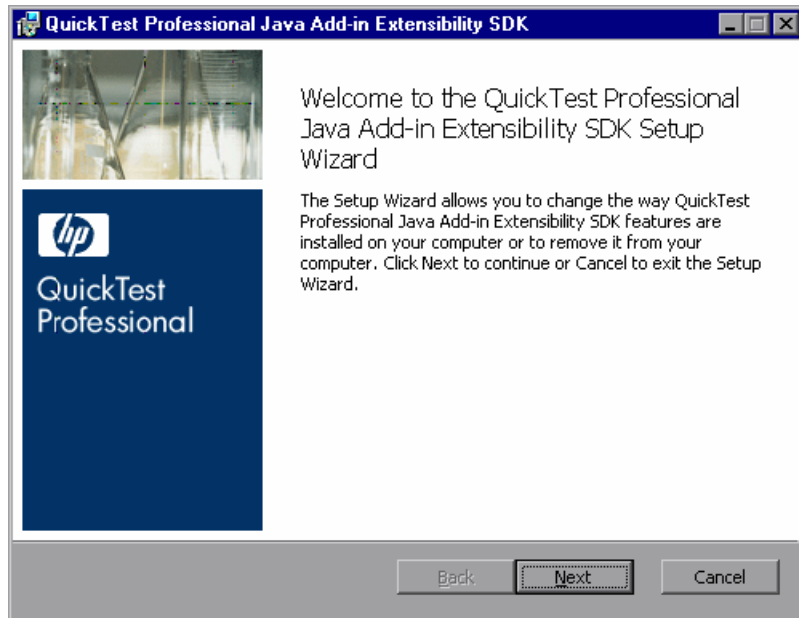 QuickTest Professional Java Add-in Extensibility SDK
Welcome to the QuickTest Professional
Java Add-in Extensibility SDK Setup
Wizard
The Setup Wizard allows you to change the way QuickTest
Professional Java Add-in Extensibility SDK features are
installed on your computer or to remove it from your
computer. Click Next to continue or Cancel to exit the Setup
Wizard.
hp
QuickTest
Professional
Back
Next
Cancel